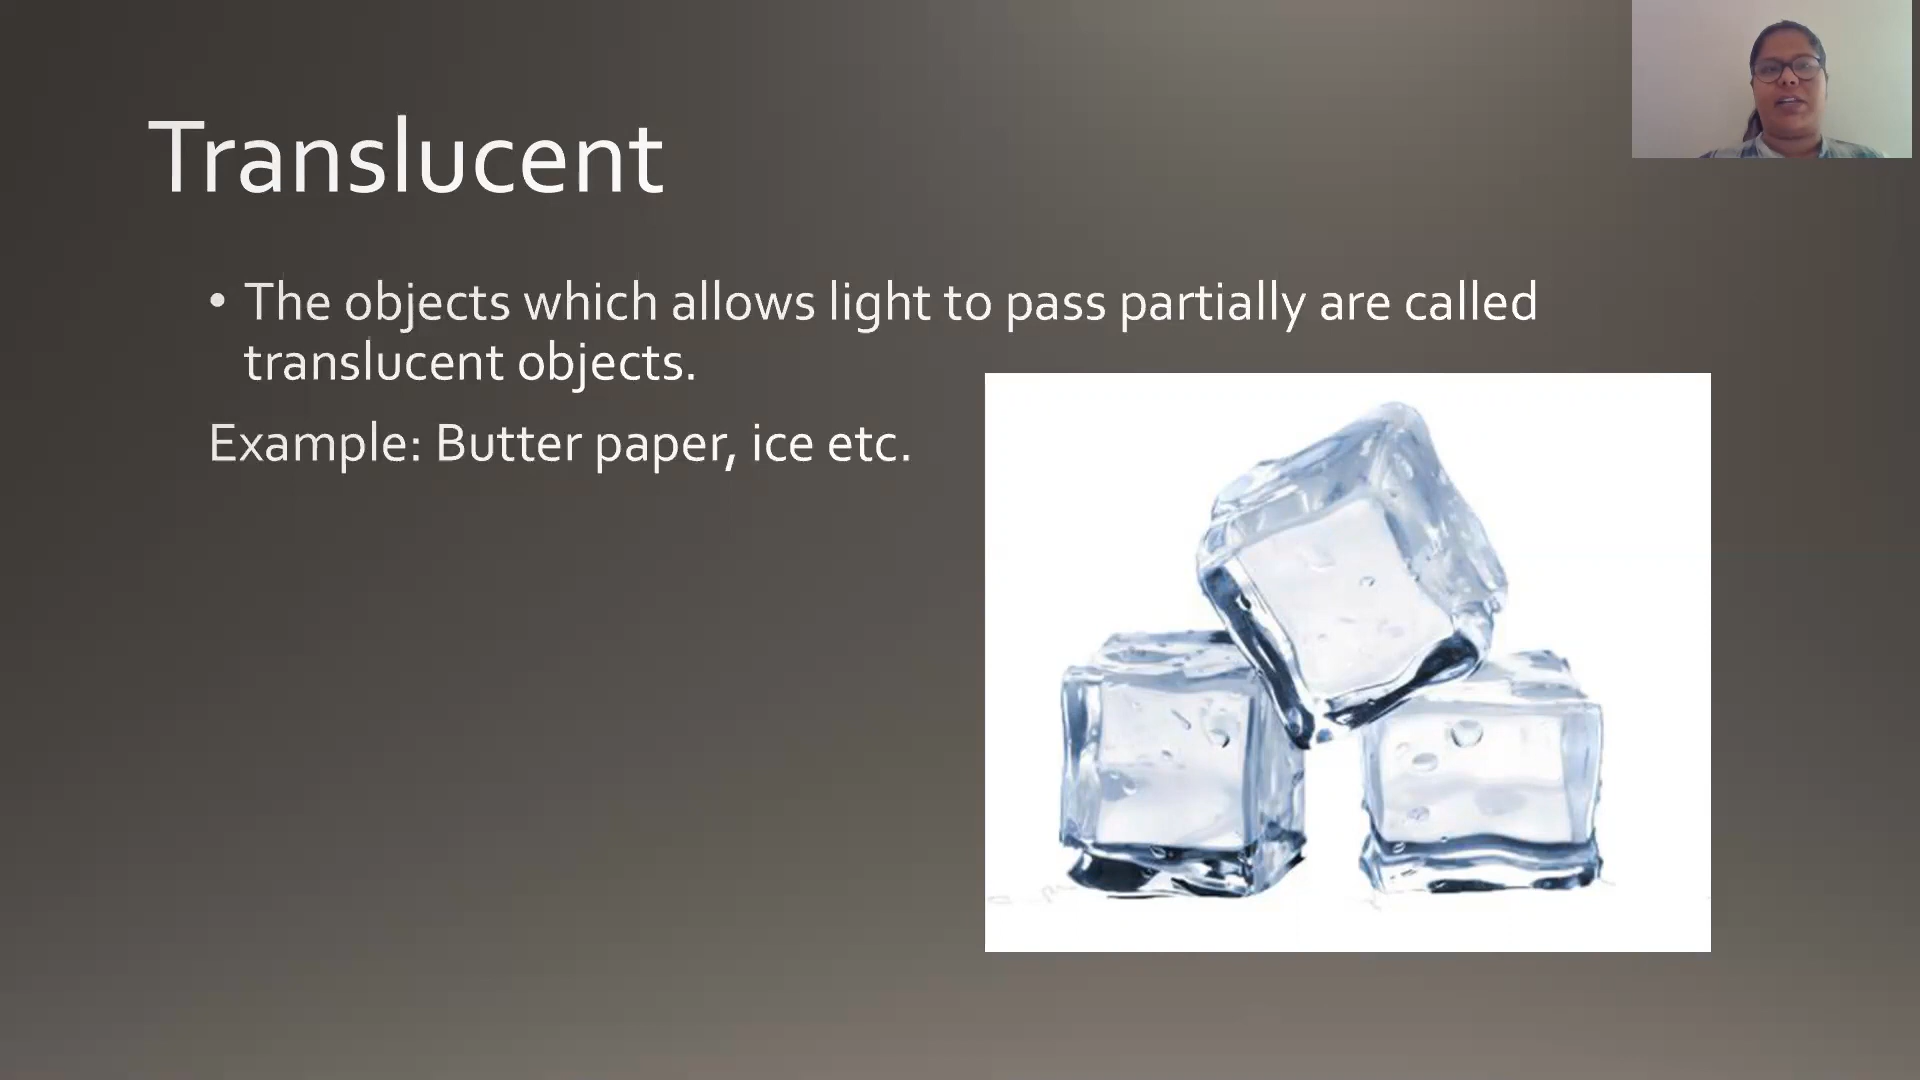 Translucent
• The objects which allows light to pass partially are called
translucent objects.
Example: Butter paper, ice etc.